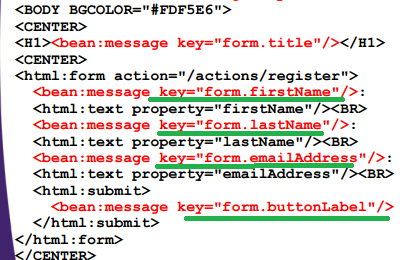 <BODY BGCOLOR="#FDF5E6">
<CENTER>
<H1><bean:message key="form.title"/></H1>
<CENTER>
<html:form action="/actions/register">
<bean:message key="form.firstName"/>:
<html:text property="firstName"/><BR>
<bean:message key="form.lastName"/>:
<html:text property="lastName"/><BR>
<bean:message key="form.emailAddress"/>:
<html:text property="emailAddress"/><BR>
<html:submit>
<bean:message key="form.buttonLabel"/>
</html:submit>
</html:form>
</CENTER>